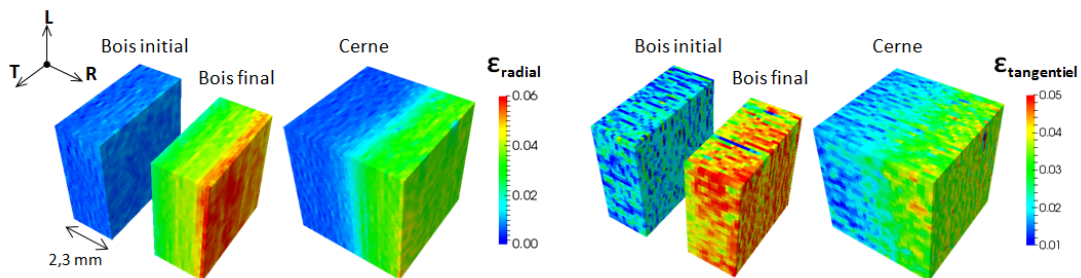 L
T
R
2,3 mm
Bois initial
Bois final
Cerne
εradial
0.06
0.04
0.02
0.00
Bois initial
Bois final
Cerne
εtangentiel
0.05
0.04
0.03
0.02
0.01